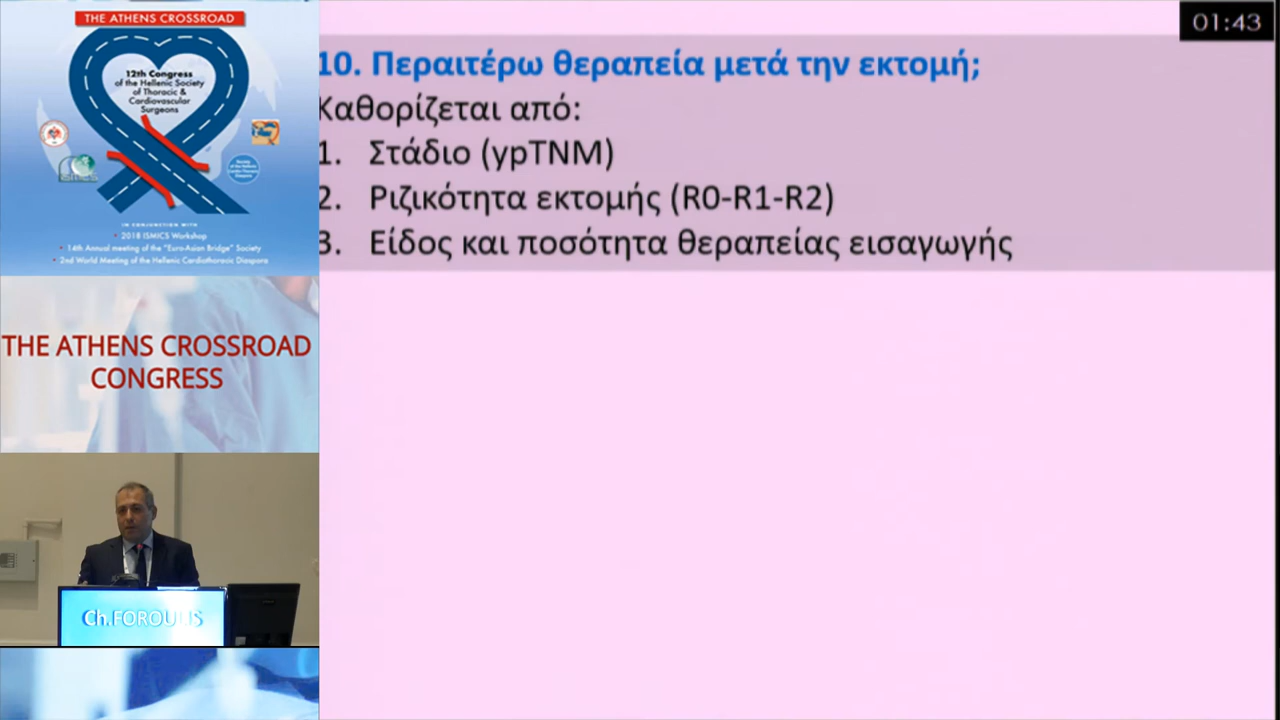 THE ATHENS CROSSROAD
12th Congress
of the Hellenic Society
of Thoracic &
Cardiovascular
Surgeons
IN CONJUNCTION WITH
• 2018 ISMICS Workshop
• 14th Annual meeting of the "Euro-Asian Bridge" Society
• 2nd World Meeting of the Hellenic Cardiothoracic Diaspora
THE ATHENS CROSSROAD
CONGRESS
Ch.FOROULIS
01:43
10. Περαιτέρω θεραπεία μετά την εκτομή;
Καθορίζεται από:
1. Στάδιο (ypTNM)
2. Ριζικότητα εκτομής (R0-R1-R2)
3. Είδος και ποσότητα θεραπείας εισαγωγής